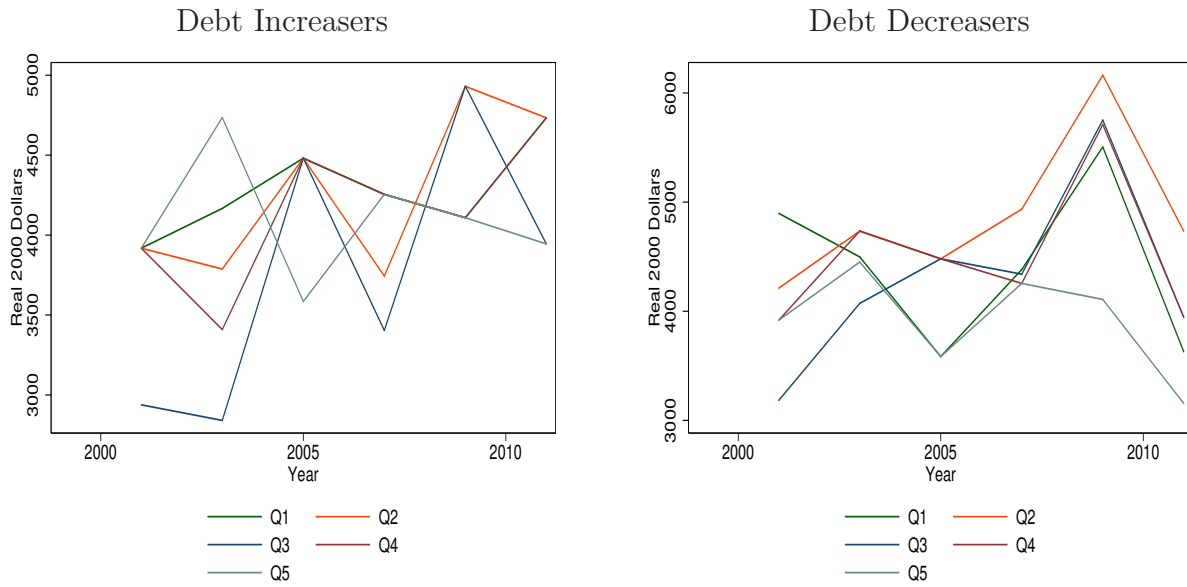 Debt Increasers
Real 2000 Dollars
5000
4500
4000
3500
3000
2000 2005 2010
Year
Q1 Q2
Q3 Q4
Q5
Debt Decreasers
Real 2000 Dollars
6000
5000
4000
3000
2000 2005 2010
Year
Q1 Q2
Q3 Q4
Q5